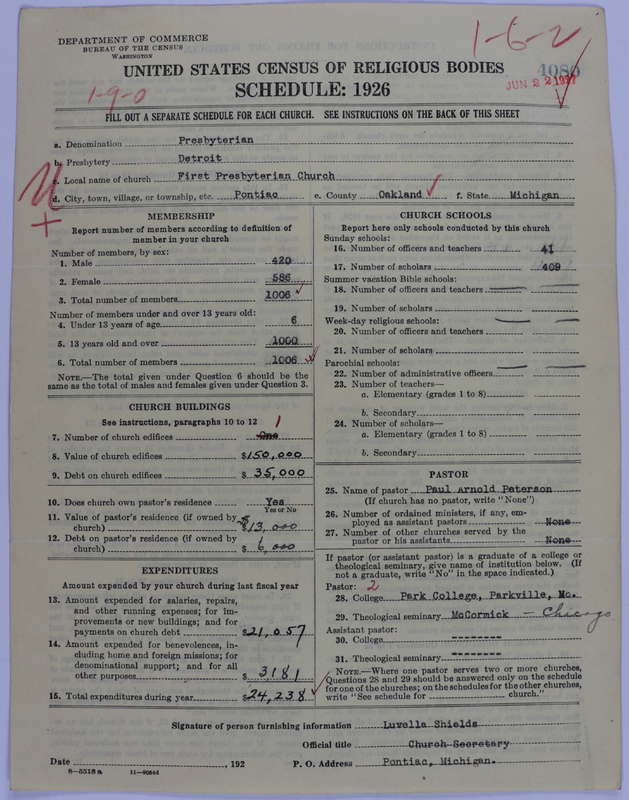 DEPARTMENT OF COMMERCE
BUREAU OF THE CENSUS
WASHINGTON
1-6-2
4080
JUN 22 1927
UNITED STATES CENSUS OF RELIGIOUS BODIES
SCHEDULE: 1926
1-9-0
FILL OUT A SEPARATE SCHEDULE FOR EACH CHURCH. SEE INSTRUCTIONS ON THE BACK OF THIS SHEET
a. Denomination Presbyterian
b. Presbytery Detroit
c. Local name of church First Presbyterian Church
d. City, town, village, or township, etc. Pontiac e. County Oakland f. State Michigan
MEMBERSHIP
Report number of members according to definition of
member in your church
Number of members, by sex:
1. Male 420
2. Female 586
3. Total number of members 1006
Number of members under and over 13 years old:
4. Under 13 years of age 6
5. 13 years old and over 1000
6. Total number of members 1006
NOTE.—The total given under Question 6 should be
same as the total of males and females given under Question 3.
CHURCH BUILDINGS
See instructions, paragraphs 10 to 12 1
7. Number of church edifices One
8. Value of church edifices $150,000
9. Debt on church edifices $ 35,000
10. Does church own pastor's residence Yes
Yes or No
11. Value of pastor's residence (if owned by
church) $13,000
12. Debt on pastor's residence (if owned by
church) $ 6,000
EXPENDITURES
Amount expended by your church during last fiscal year
13. Amount expended for salaries, repairs,
and other running expenses; for im-
provements or new buildings; and for
payments on church debt $21,057
14. Amount expended for benevolences, in-
cluding home and foreign missions; for
denominational support; and for all
other purposes $ 3181
15. Total expenditures during year $24,238
CHURCH SCHOOLS
Report here only schools conducted by this church
Sunday schools:
16. Number of officers and teachers 41
17. Number of scholars 409
Summer vacation Bible schools:
18. Number of officers and teachers
19. Number of scholars
Week-day religious schools:
20. Number of officers and teachers
21. Number of scholars
Parochial schools:
22. Number of administrative officers
23. Number of teachers—
a. Elementary (grades 1 to 8)
b. Secondary
24. Number of scholars—
a. Elementary (grades 1 to 8)
b. Secondary
PASTOR
25. Name of pastor Paul Arnold Peterson
(If church has no pastor, write "None")
26. Number of ordained ministers, if any, em-
ployed as assistant pastors None
27. Number of other churches served by the
pastor or his assistants None
If pastor (or assistant pastor) is a graduate of a college or
theological seminary, give name of institution below. (If
not a graduate, write "No" in the space indicated.)
Pastor: 2
28. College Park College, Parkville, Mo.
29. Theological seminary McCormick — Chicago
Assistant pastor:
30. College --------
31. Theological seminary --------
NOTE.—Where one pastor serves two or more churches,
Questions 28 and 29 should be answered only on the schedule
for one of the churches; on the schedules for the other churches,
write "See schedule for church."
Signature of person furnishing information Luvella Shields
Official title Church Secretary
Date , 192 P. O. Address Pontiac, Michigan.
8—5518 a